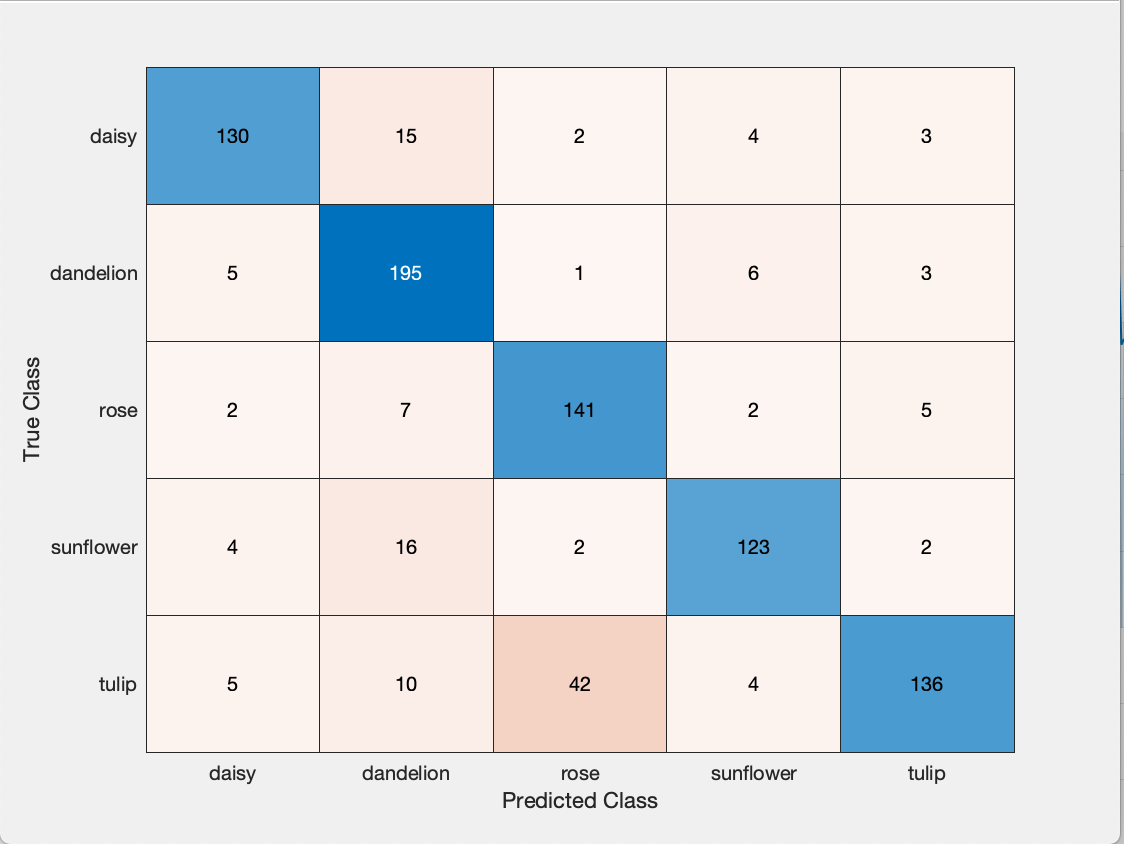 True Class
daisy 130 15 2 4 3
dandelion 5 195 1 6 3
rose 2 7 141 2 5
sunflower 4 16 2 123 2
tulip 5 10 42 4 136
daisy dandelion rose sunflower tulip
Predicted Class